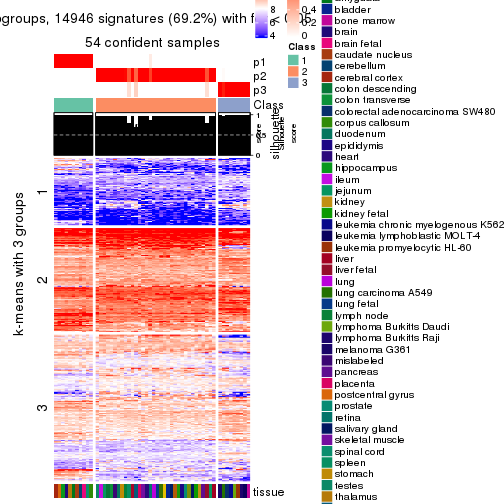 groups, 14946 signatures (69.2%) with f
54 confident samples
p1
p2
p3
Class
1
0.5
0
silhouette
score
k-means with 3 groups
1
2
3
tissue
8
6
4
0.4
0.2
0
Class
1
2
3
bladder
bone marrow
brain
brain fetal
caudate nucleus
cerebellum
cerebral cortex
colon descending
colon transverse
colorectal adenocarcinoma SW480
corpus callosum
duodenum
epididymis
heart
hippocampus
ileum
jejunum
kidney
kidney fetal
leukemia chronic myelogenous K562
leukemia lymphoblastic MOLT-4
leukemia promyelocytic HL-60
liver
liver fetal
lung
lung carcinoma A549
lung fetal
lymph node
lymphoma Burkitts Daudi
lymphoma Burkitts Raji
melanoma G361
mislabeled
pancreas
placenta
postcentral gyrus
prostate
retina
salivary gland
skeletal muscle
spinal cord
spleen
stomach
testes
thalamus